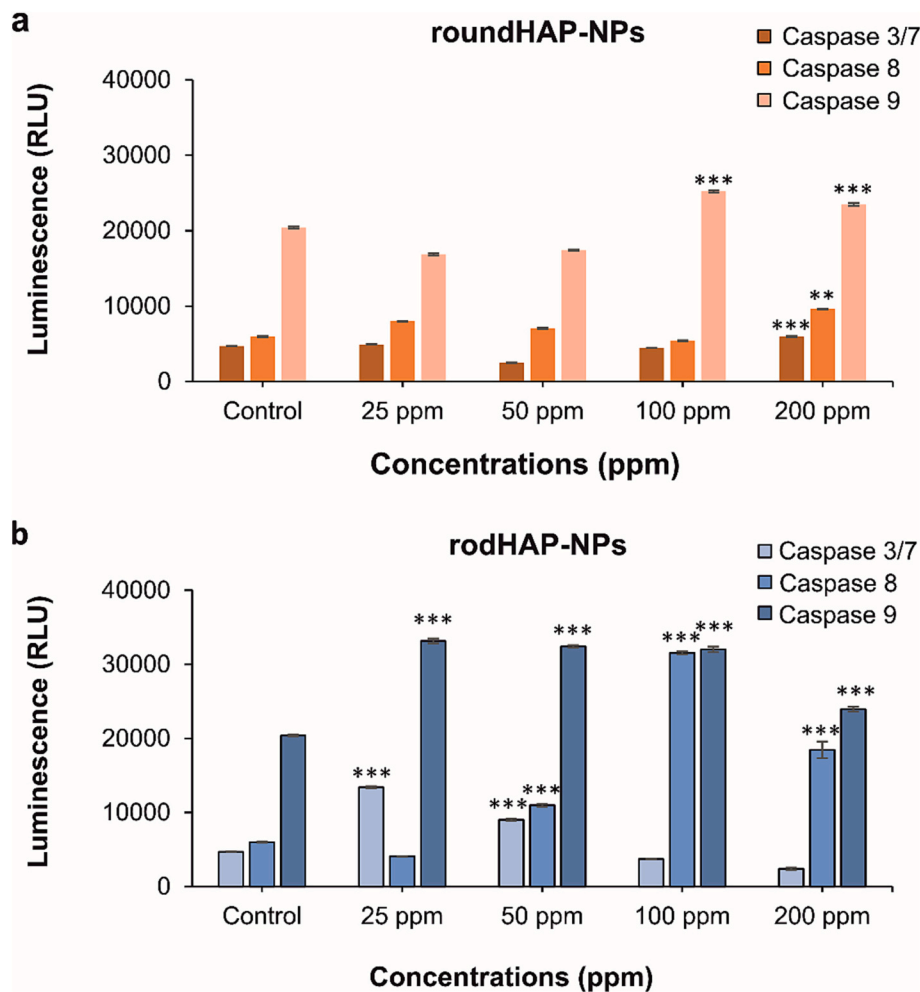 a
roundHAP-NPs
Caspase 3/7
Caspase 8
Caspase 9
Luminescence (RLU)
40000
30000
20000
10000
0
***
***
***
**
Control
25 ppm
50 ppm
100 ppm
200 ppm
Concentrations (ppm)
b
rodHAP-NPs
Caspase 3/7
Caspase 8
Caspase 9
Luminescence (RLU)
40000
30000
20000
10000
0
***
***
***
***
***
***
***
***
***
Control
25 ppm
50 ppm
100 ppm
200 ppm
Concentrations (ppm)